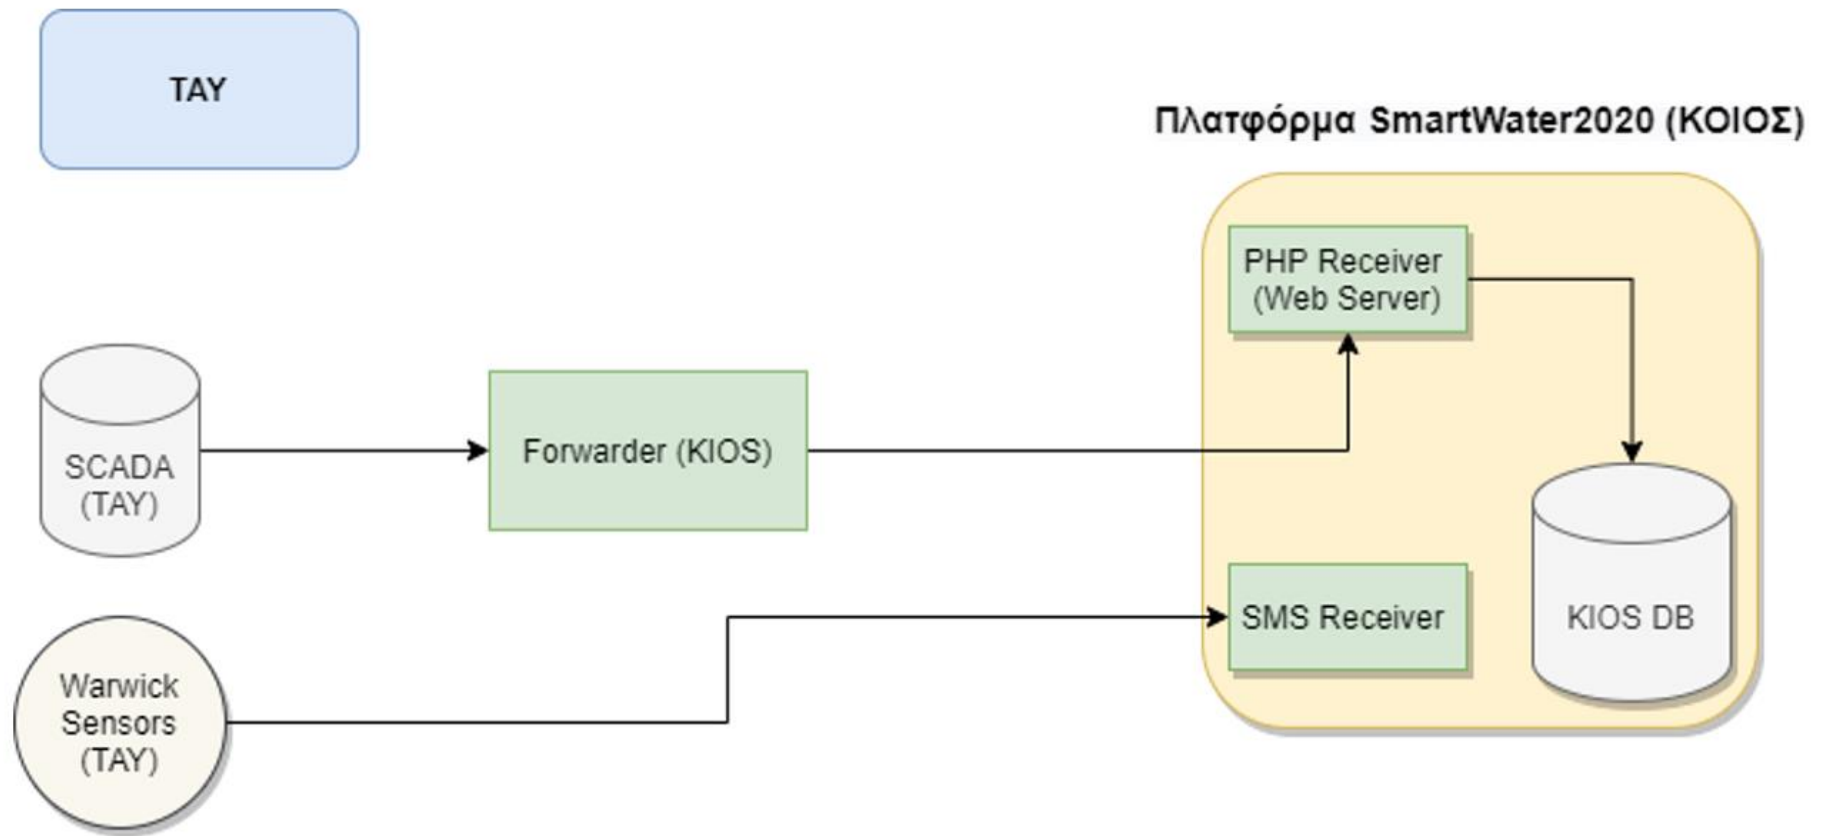 ΤΑΥ
Πλατφόρμα SmartWater2020 (ΚΟΙΟΣ)
PHP Receiver
(Web Server)
SCADA
(TAY)
Forwarder (KIOS)
SMS Receiver
KIOS DB
Warwick
Sensors
(TAY)